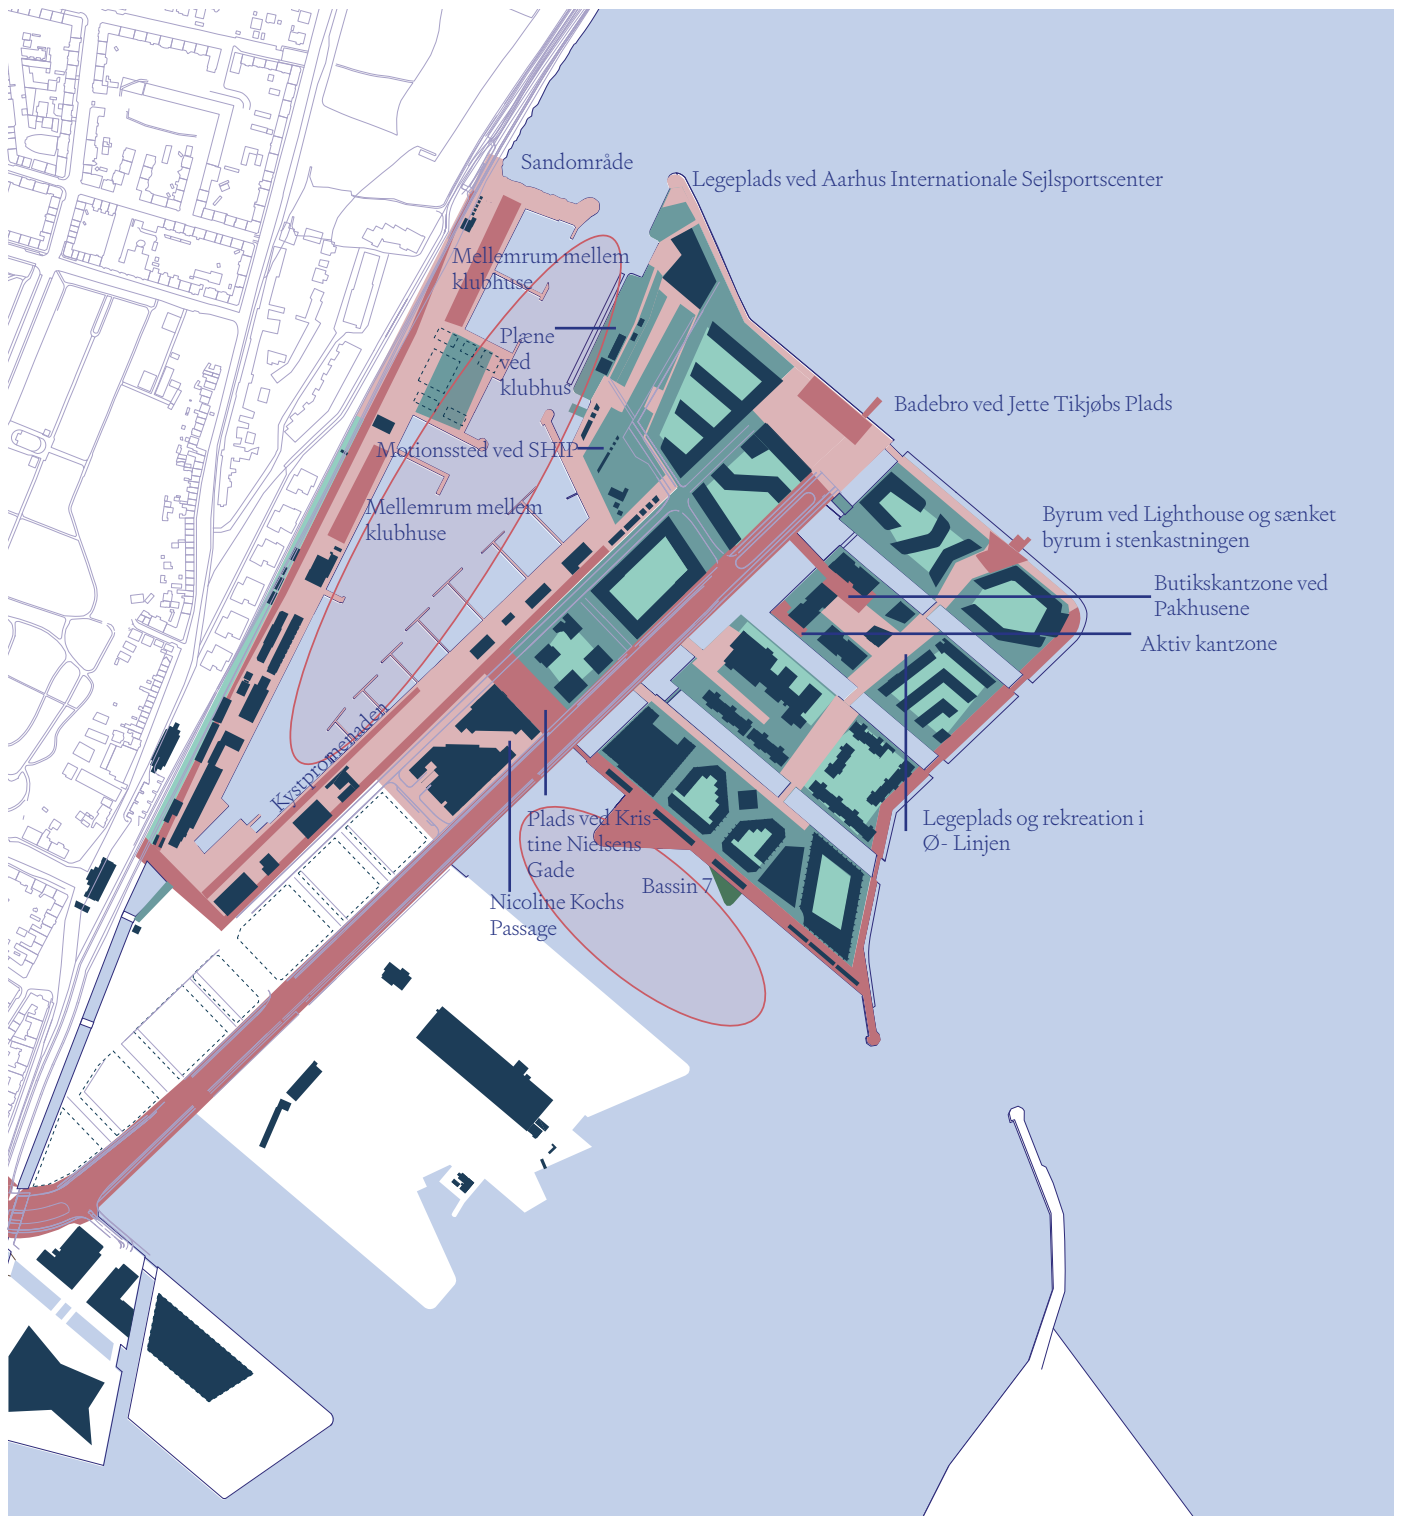 Sandområde
Legeplads ved Aarhus Internationale Sejlsportscenter
Mellemrum mellem
klubhuse
Plæne
ved
klubhus
Badebro ved Jette Tikjøbs Plads
Motionssted ved SHIP
Mellemrum mellem
klubhuse
Byrum ved Lighthouse og sænket
byrum i stenkastningen
Butikskantzone ved
Pakhusene
Aktiv kantzone
Kystpromenaden
Plads ved Kris-
tine Nielsens
Gade
Legeplads og rekreation i
Ø- Linjen
Bassin 7
Nicoline Kochs
Passage